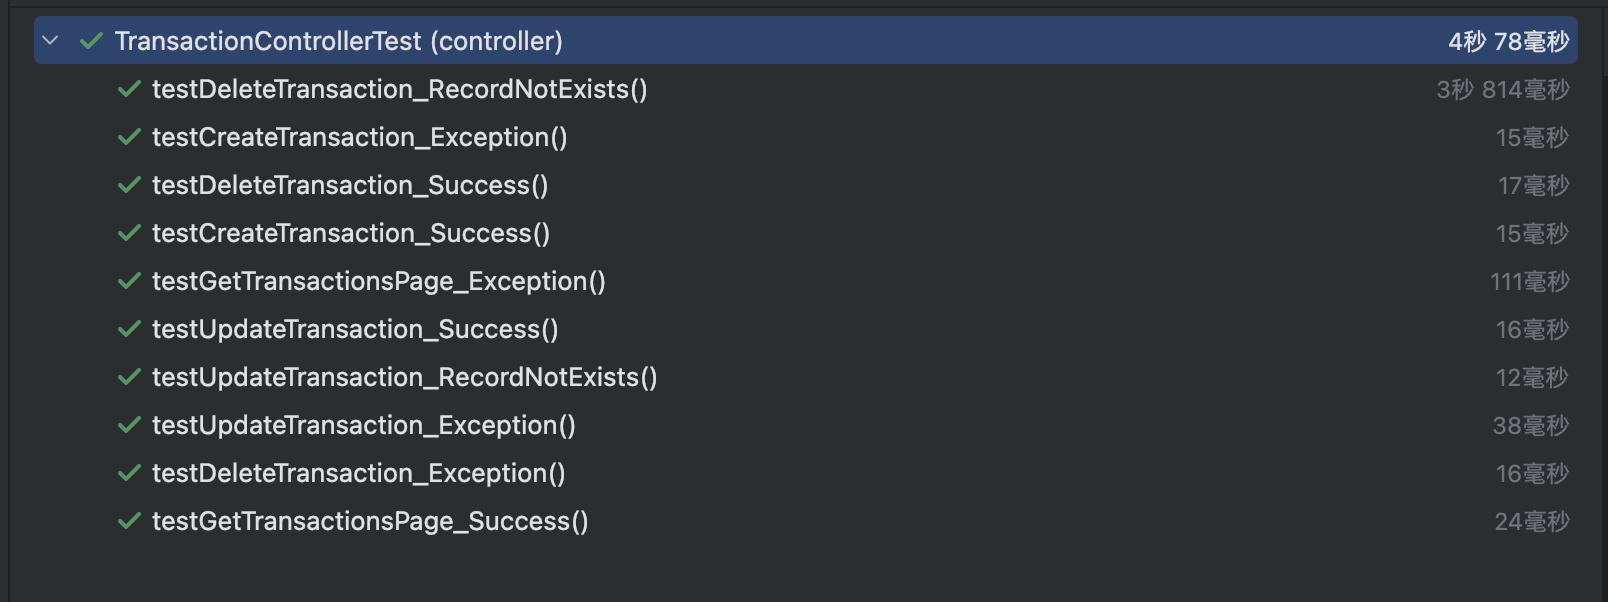 TransactionControllerTest (controller) 4秒 78毫秒
testDeleteTransaction_RecordNotExists() 3秒 814毫秒
testCreateTransaction_Exception() 15毫秒
testDeleteTransaction_Success() 17毫秒
testCreateTransaction_Success() 15毫秒
testGetTransactionsPage_Exception() 111毫秒
testUpdateTransaction_Success() 16毫秒
testUpdateTransaction_RecordNotExists() 12毫秒
testUpdateTransaction_Exception() 38毫秒
testDeleteTransaction_Exception() 16毫秒
testGetTransactionsPage_Success() 24毫秒